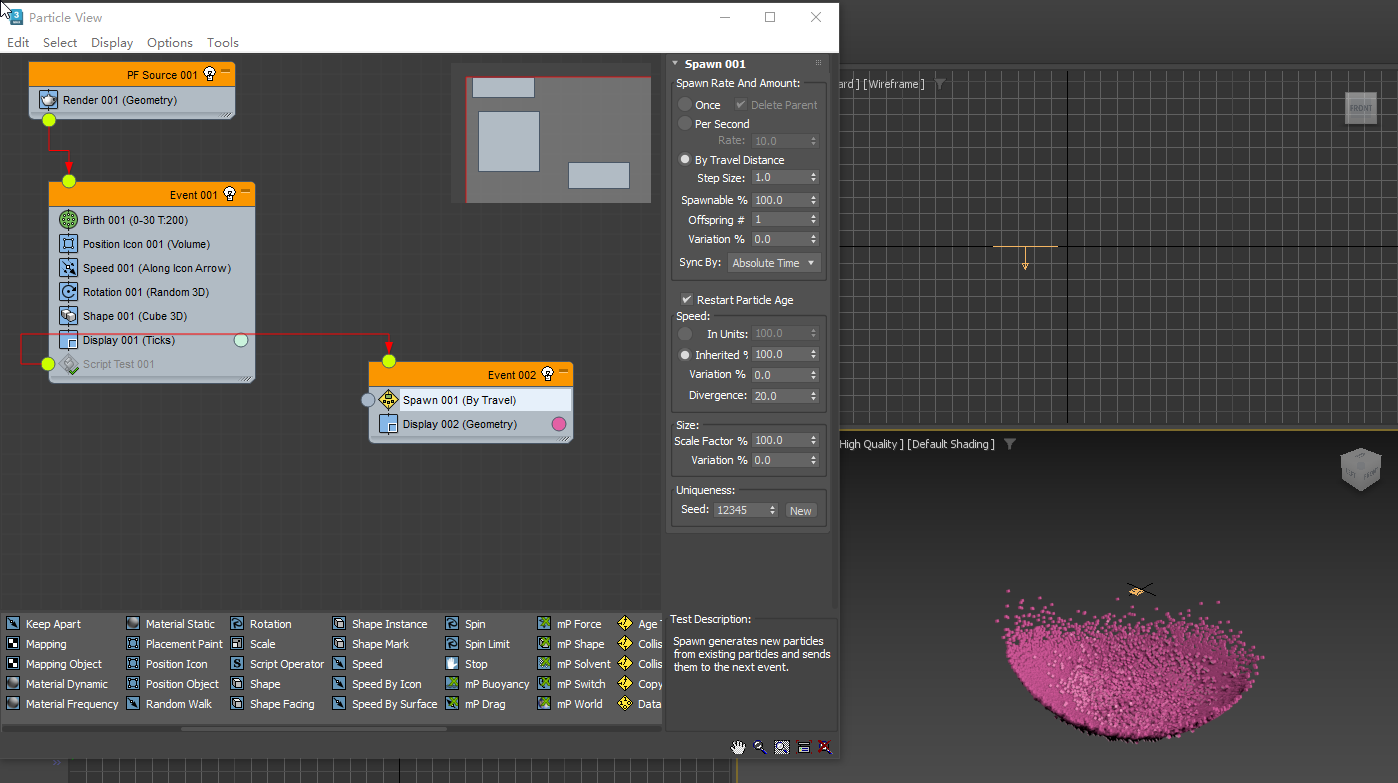 Particle View
Edit Select Display Options Tools
PF Source 001
Render 001 (Geometry)
Event 001
Birth 001 (0-30 T:200)
Position Icon 001 (Volume)
Speed 001 (Along Icon Arrow)
Rotation 001 (Random 3D)
Shape 001 (Cube 3D)
Display 001 (Ticks)
Script Test 001
Event 002
Spawn 001 (By Travel)
Display 002 (Geometry)
Spawn 001
Spawn Rate And Amount:
Once Delete Parent
Per Second
Rate: 10.0
By Travel Distance
Step Size: 1.0
Spawnable % 100.0
Offspring # 1
Variation % 0.0
Sync By: Absolute Time
Restart Particle Age
Speed:
In Units: 100.0
Inherited % 100.0
Variation % 0.0
Divergence: 20.0
Size:
Scale Factor % 100.0
Variation % 0.0
Uniqueness:
Seed: 12345 New
Keep Apart Material Static Rotation Shape Instance Spin mP Force Age T
Mapping Placement Paint Scale Shape Mark Spin Limit mP Shape Collis
Mapping Object Position Icon Script Operator Speed Stop mP Solvent Collis
Material Dynamic Position Object Shape Speed By Icon mP Buoyancy mP Switch Copy
Material Frequency Random Walk Shape Facing Speed By Surface mP Drag mP World Data
Test Description:
Spawn generates new particles
from existing particles and sends
them to the next event.
ard ] [Wireframe ]
FRONT
High Quality ] [Default Shading ]